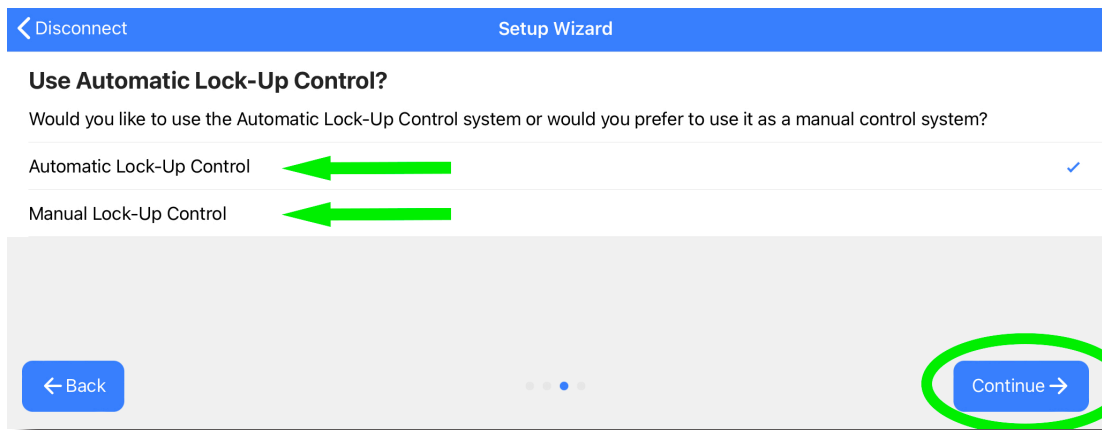 Disconnect
Setup Wizard
Use Automatic Lock-Up Control?
Would you like to use the Automatic Lock-Up Control system or would you prefer to use it as a manual control system?
Automatic Lock-Up Control
Manual Lock-Up Control
Back
Continue